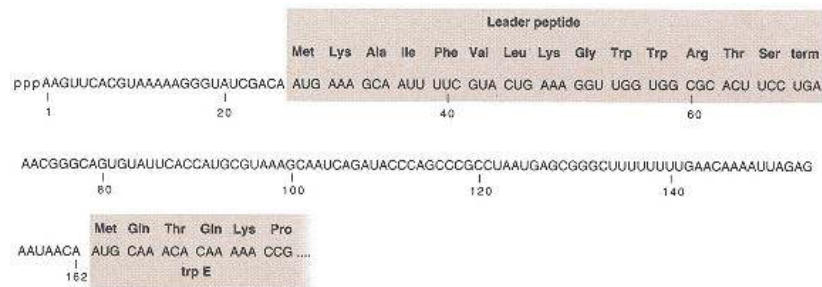 Leader peptide
Met Lys Ala Ile Phe Val Leu Lys Gly Trp Trp Arg Thr Ser term
pppAAGUUCACGUAAAAAGGGUAUCGACA AUG AAA GCA AUU UUC GUA CUG AAA GGU UGG UGG CGC ACU UCC UGA
1 20 40 60
AACGGGCAGUGUAUUCACCAUGCGUAAAGCAAUCAGAUACCCAGCCCGCCUAAUGAGCGGGCUUUUUUUUGAACAAAAUUAGAG
80 100 120 140
Met Gln Thr Gln Lys Pro
AAUAACA AUG CAA ACA CAA AAA CCG ....
162 trp E